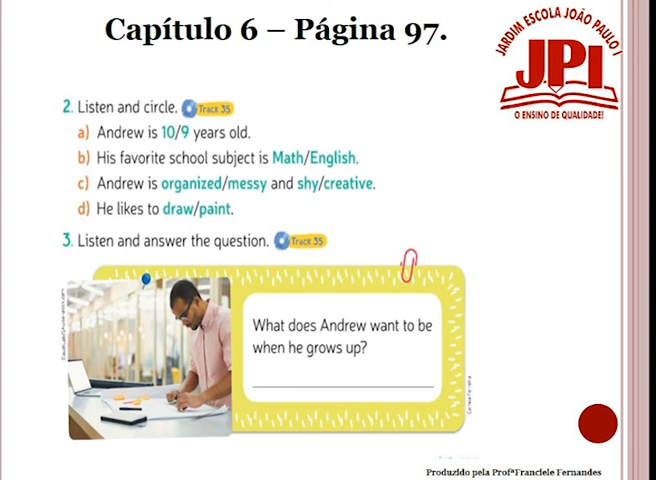 Capítulo 6 – Página 97.
JARDIM ESCOLA JOÃO PAULO I
JPI
O ENSINO DE QUALIDADE!
2. Listen and circle. Track 35
a) Andrew is 10/9 years old.
b) His favorite school subject is Math/English.
c) Andrew is organized/messy and shy/creative.
d) He likes to draw/paint.
3. Listen and answer the question. Track 35
What does Andrew want to be
when he grows up?
Produzido pela ProfªFranciele Fernandes